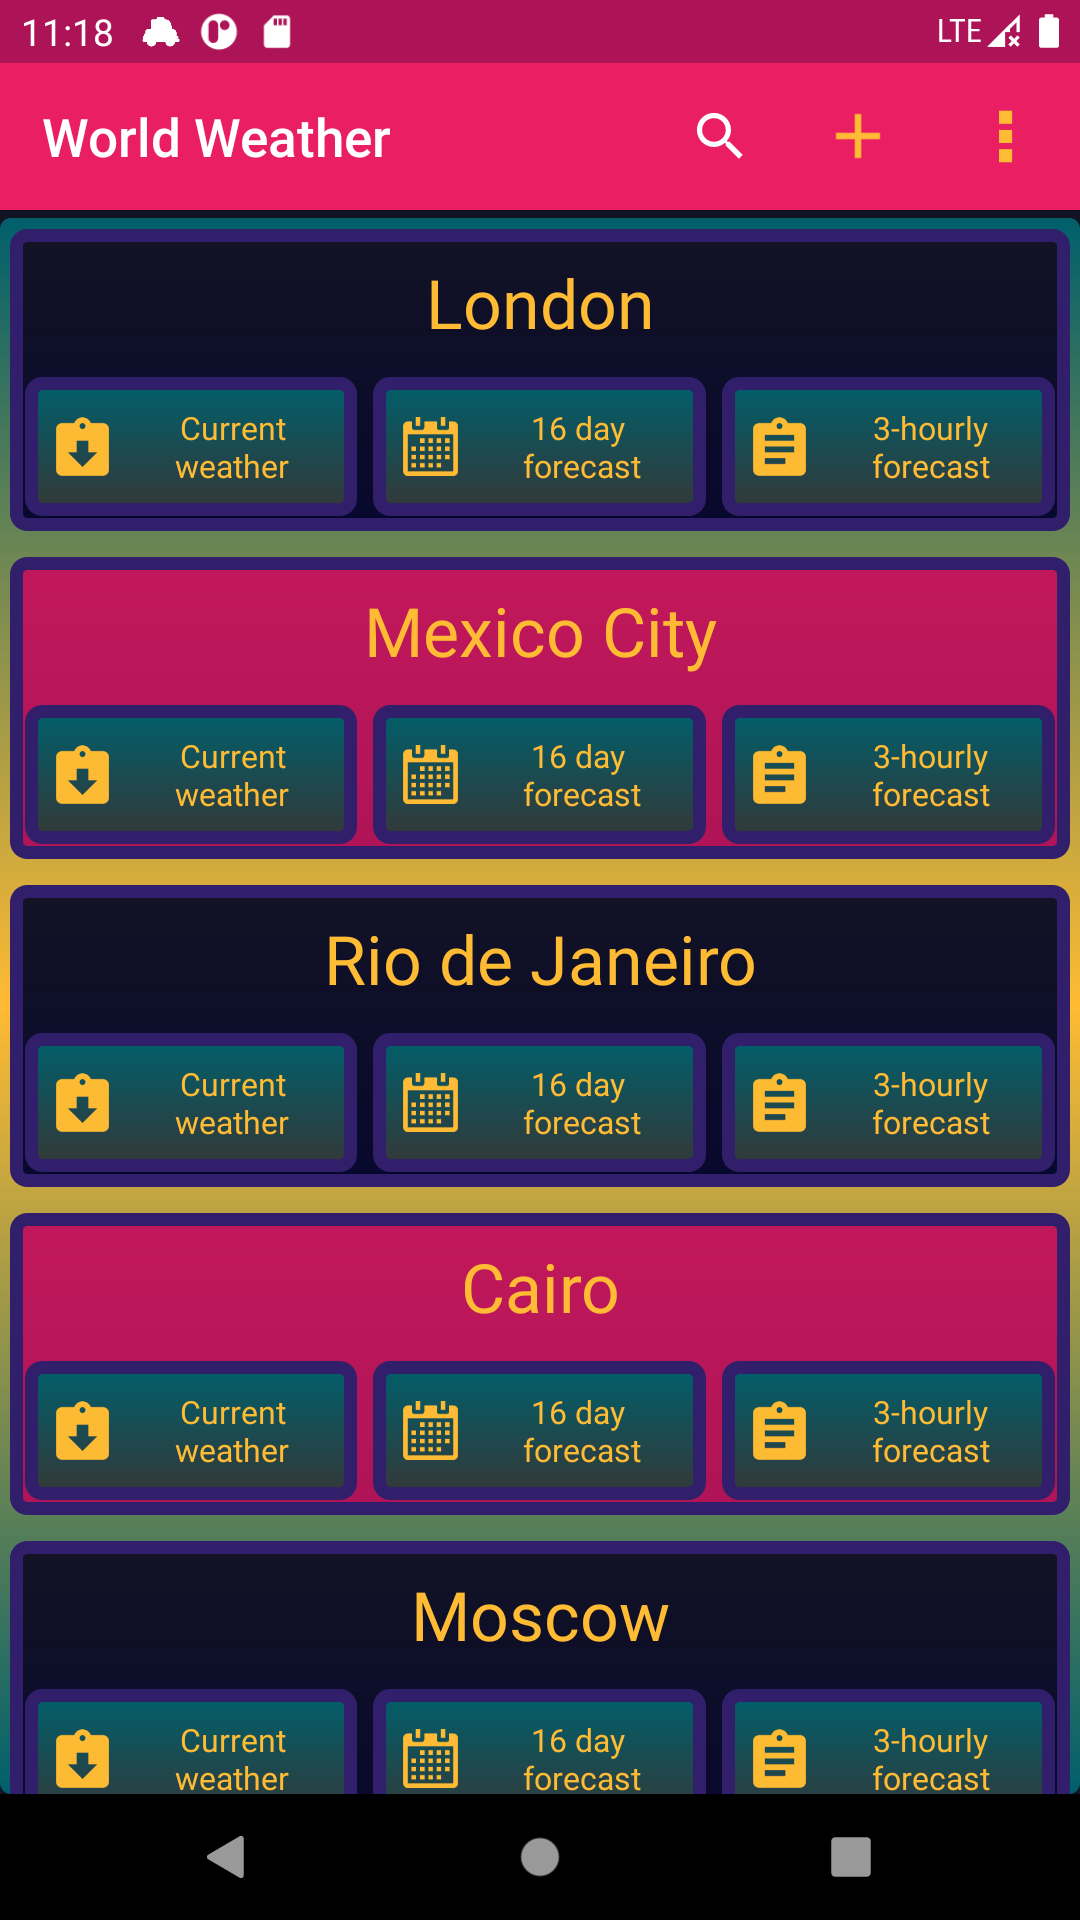 11:18 LTE
World Weather
London
Current weather
16 day forecast
3-hourly forecast
Mexico City
Current weather
16 day forecast
3-hourly forecast
Rio de Janeiro
Current weather
16 day forecast
3-hourly forecast
Cairo
Current weather
16 day forecast
3-hourly forecast
Moscow
Current weather
16 day forecast
3-hourly forecast